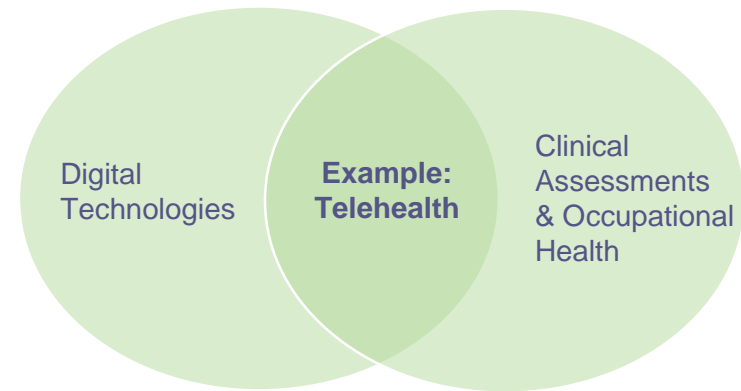 Digital
Technologies
Example:
Telehealth
Clinical
Assessments
& Occupational
Health